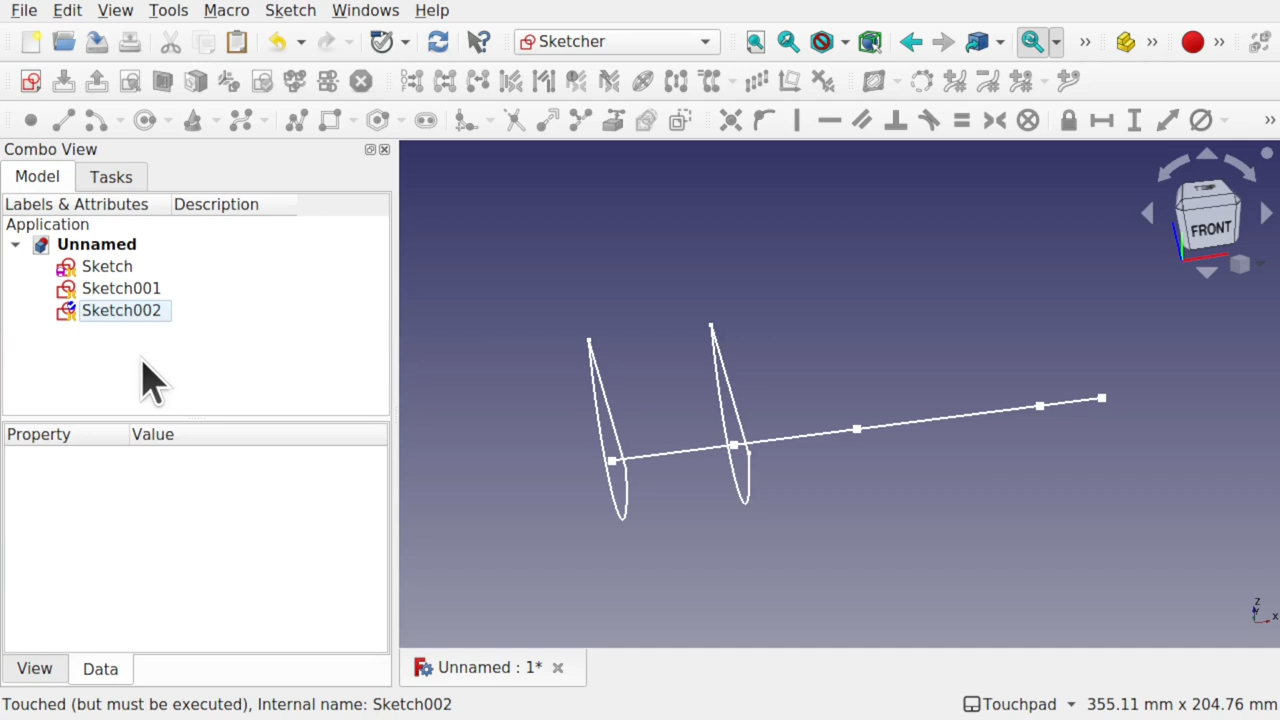 File Edit View Tools Macro Sketch Windows Help
Sketcher
Combo View
Model Tasks
Labels & Attributes Description
Application
Unnamed
Sketch
Sketch001
Sketch002
FRONT
Property Value
View Data
Z
Y
X
Unnamed : 1*
Touched (but must be executed), Internal name: Sketch002
Touchpad 355.11 mm x 204.76 mm